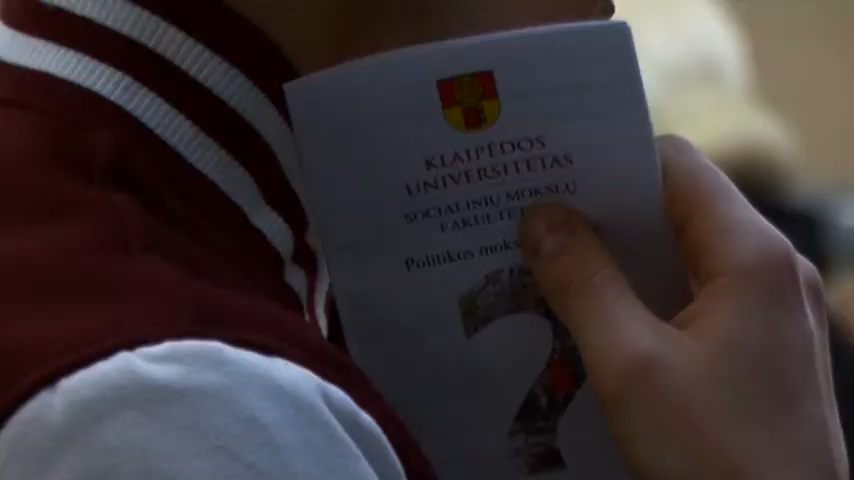 KLAIPĖDOS
UNIVERSITETAS
SOCIALINIŲ MOKSLŲ
Politikos
?